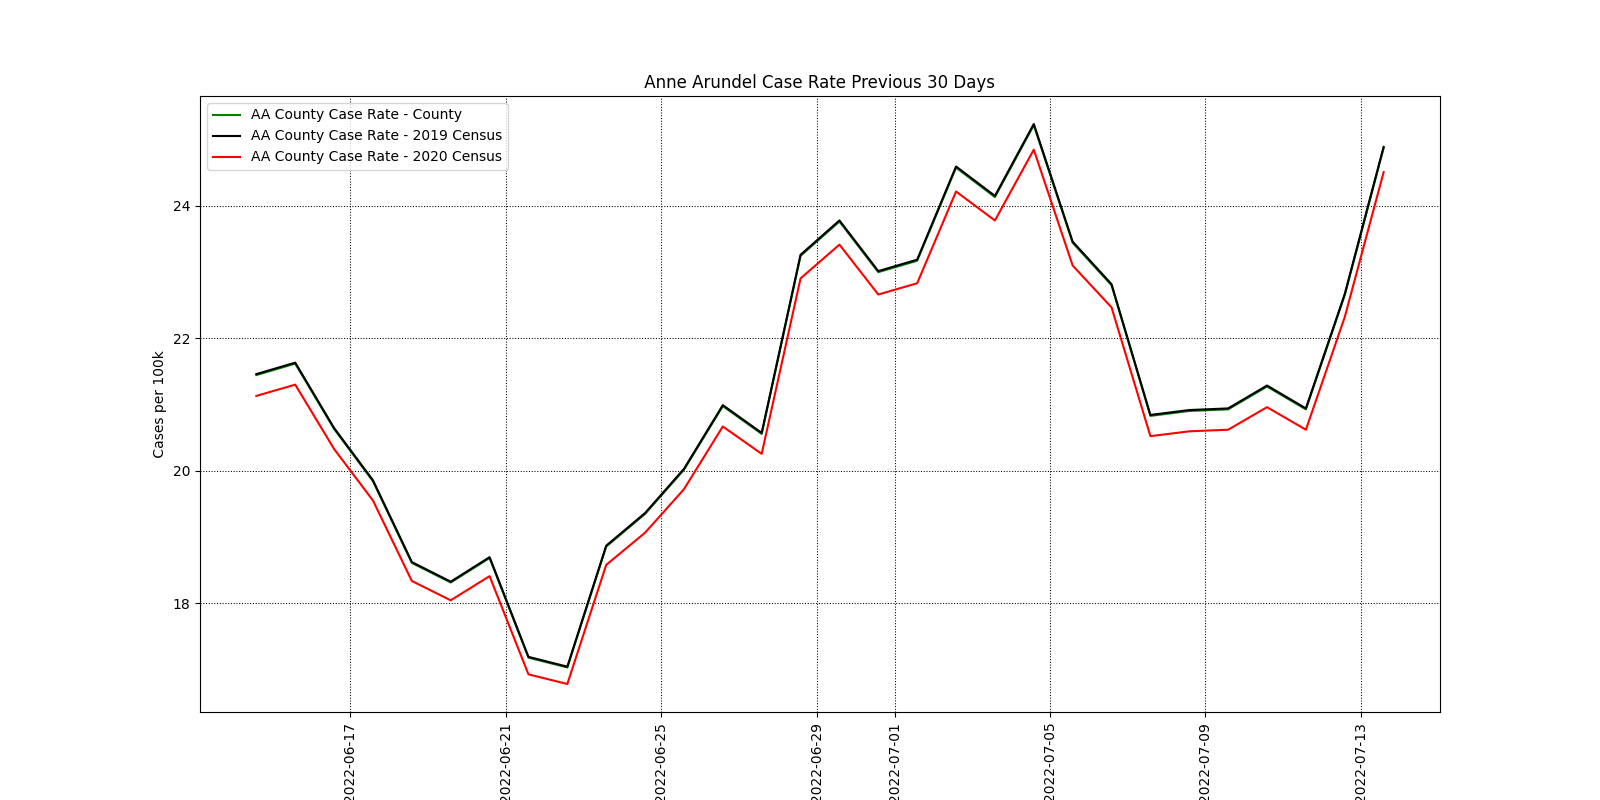 Anne Arundel Case Rate Previous 30 Days
AA County Case Rate - County
AA County Case Rate - 2019 Census
AA County Case Rate - 2020 Census
Cases per 100k
24
22
20
18
2022-06-17
2022-06-21
2022-06-25
2022-06-29
2022-07-01
2022-07-05
2022-07-09
2022-07-13